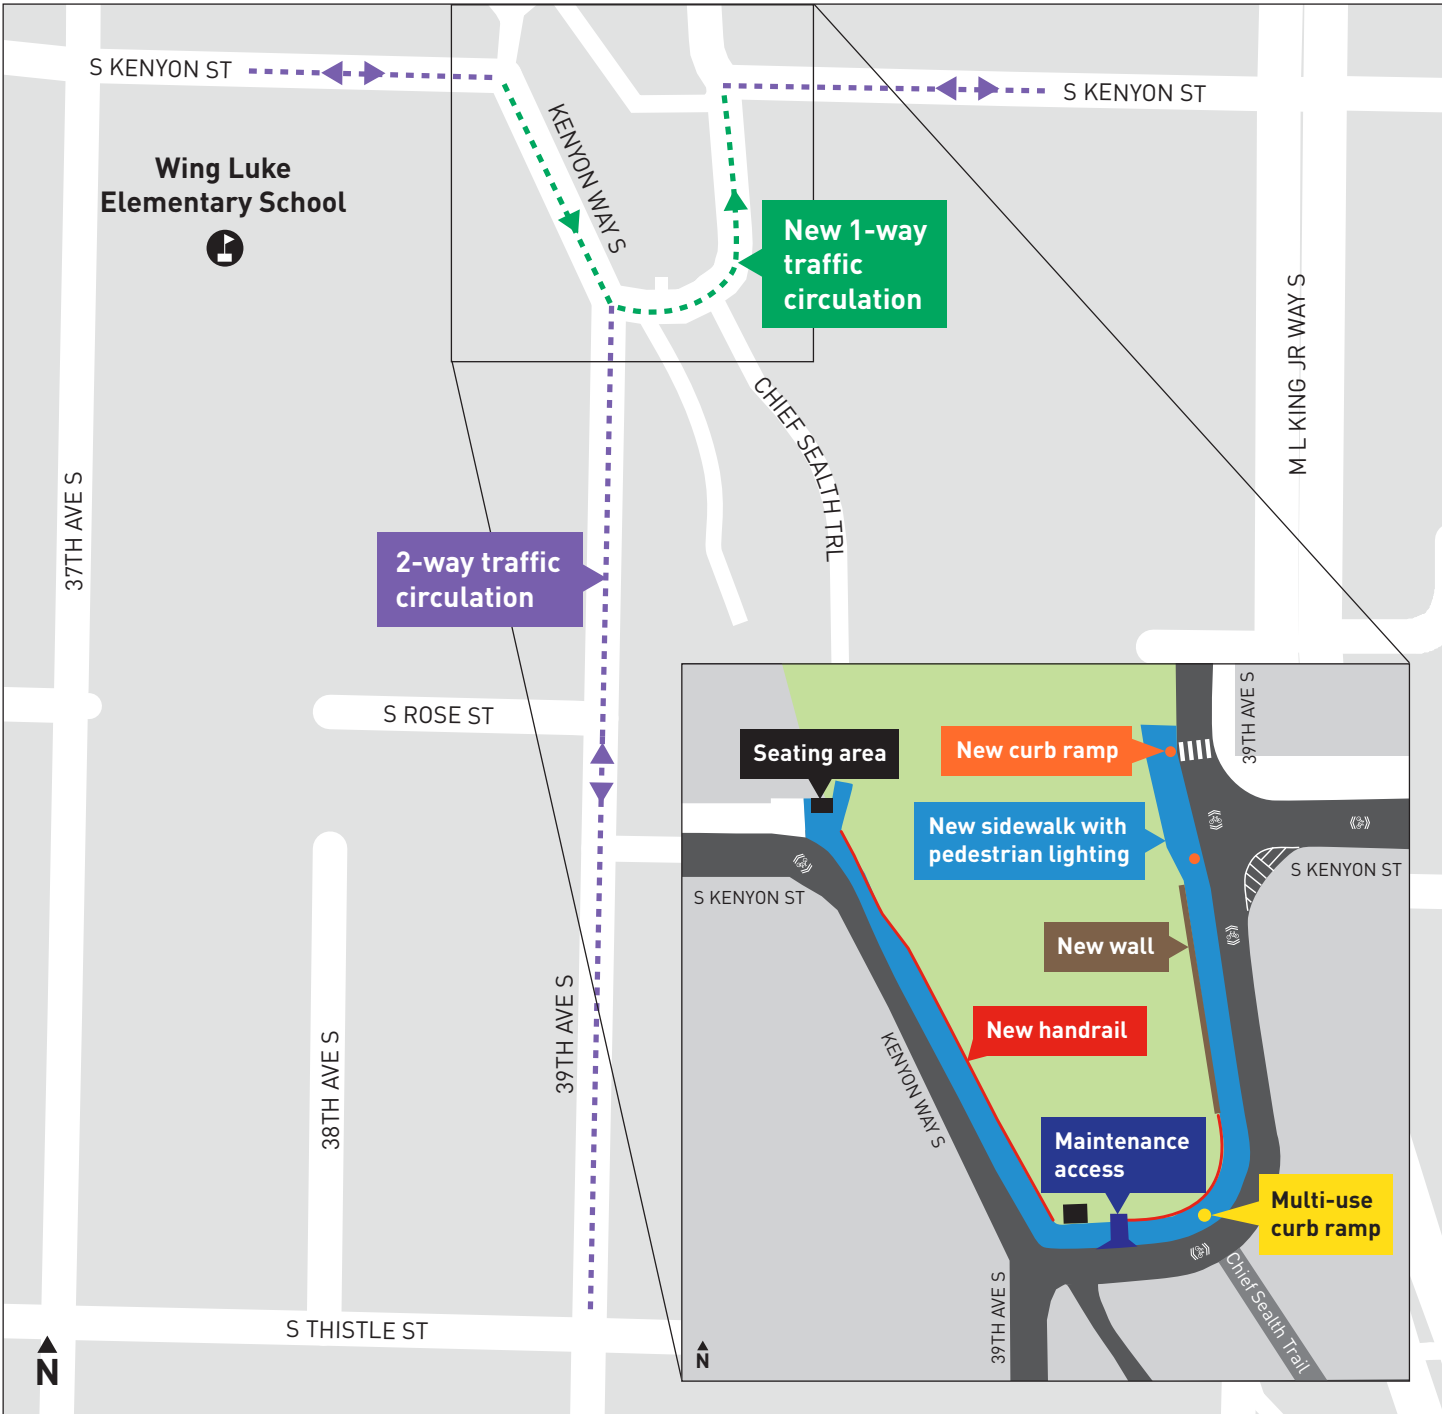 S KENYON ST
S KENYON ST
Wing Luke
Elementary School
KENYON WAY S
New 1-way
traffic
circulation
M L KING JR WAY S
CHIEF SEALTH TRL
37TH AVE S
2-way traffic
circulation
S ROSE ST
39TH AVE S
38TH AVE S
S THISTLE ST
N
39TH AVE S
Seating area
New curb ramp
New sidewalk with
pedestrian lighting
S KENYON ST
S KENYON ST
New wall
New handrail
KENYON WAY S
Maintenance
access
Multi-use
curb ramp
39TH AVE S
Chief Sealth Trail
N